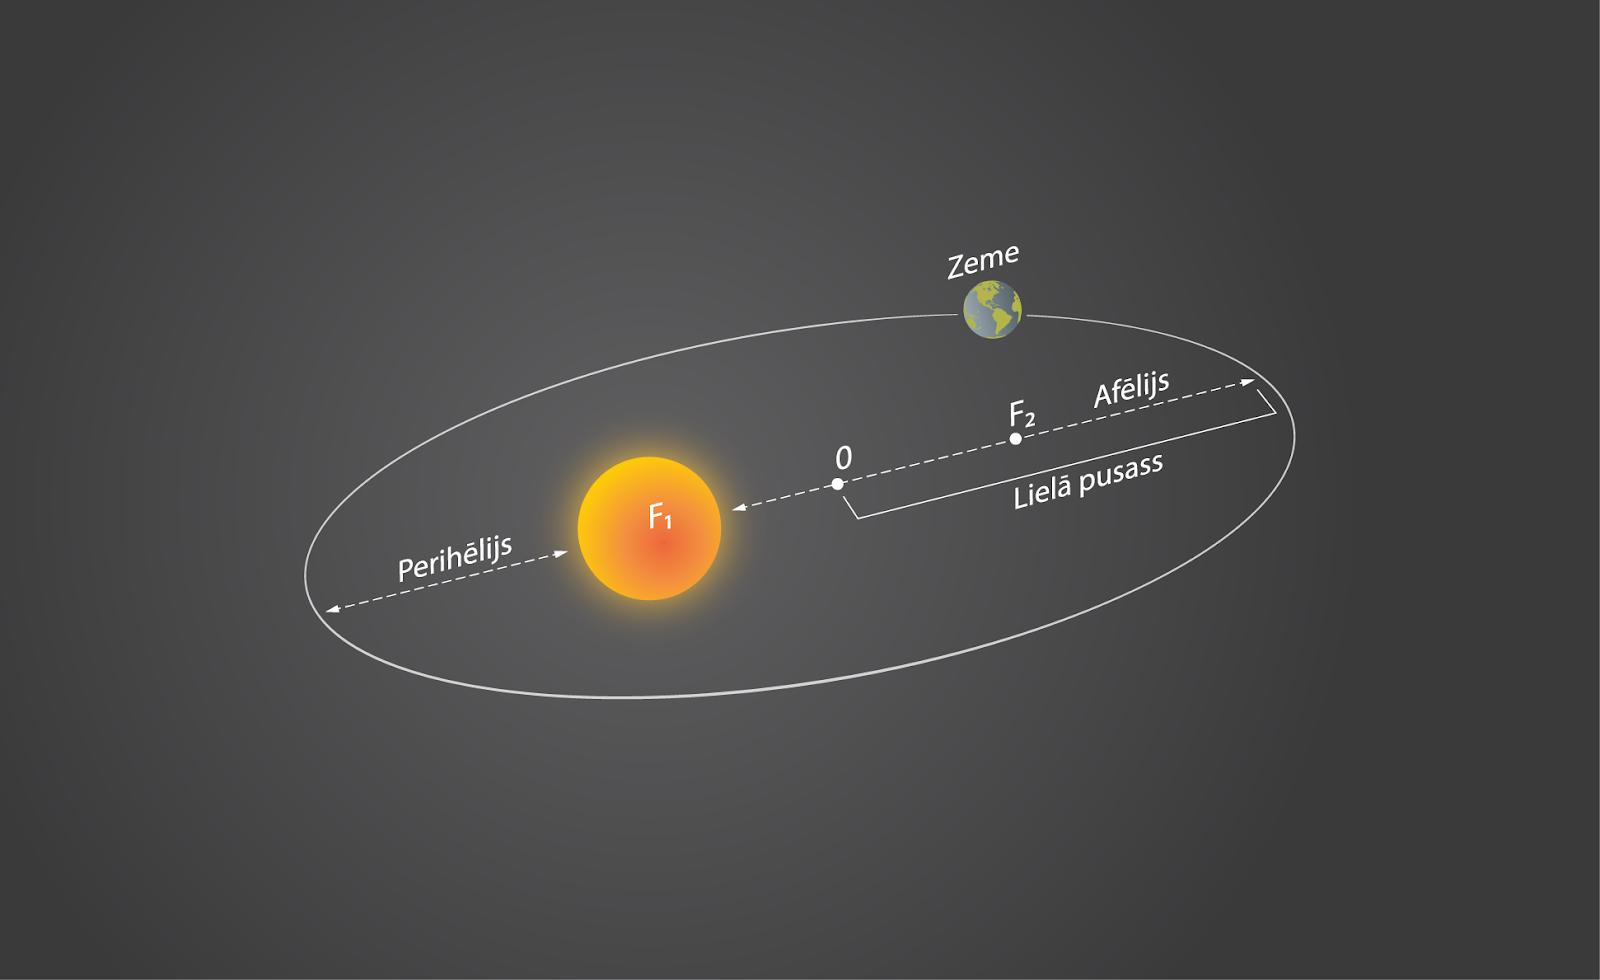 Zeme
Afēlijs
F₂
0
Lielā pusass
F₁
Perihēlijs